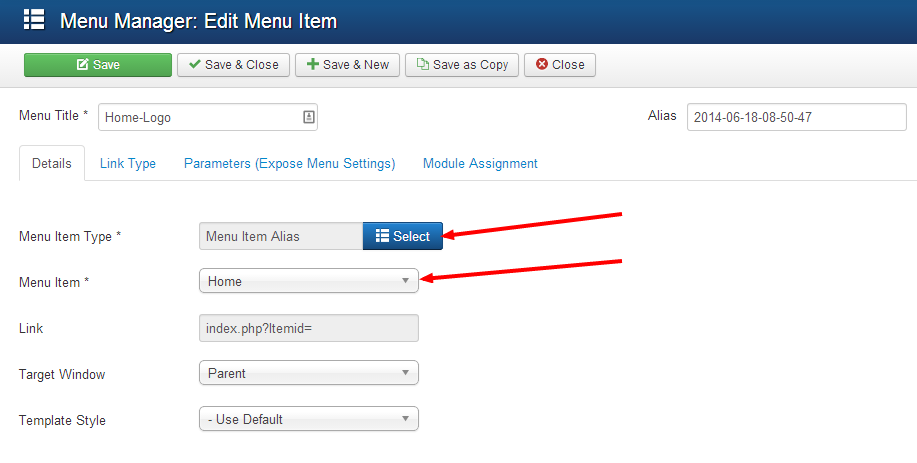 Menu Manager: Edit Menu Item
Save Save & Close Save & New Save as Copy Close
Menu Title * Home-Logo Alias 2014-06-18-08-50-47
Details Link Type Parameters (Expose Menu Settings) Module Assignment
Menu Item Type * Menu Item Alias Select
Menu Item * Home
Link index.php?Itemid=
Target Window Parent
Template Style - Use Default